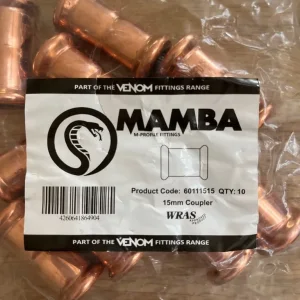 PART OF THE VENOM FITTINGS RANGE
MAMBA
M-PROFILE FITTINGS
Product Code: 60111515 QTY: 10
15mm Coupler
WRAS
4260641864904
PART OF THE VENOM FITTINGS RANGE